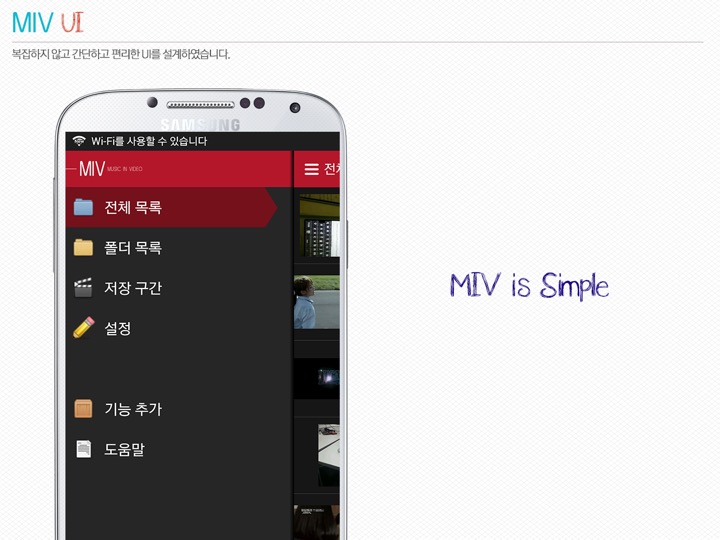 MIV UI
복잡하지 않고 간단하고 편리한 UI를 설계하였습니다.
SAMSUNG
Wi-Fi를 사용할 수 있습니다
MIV MUSIC IN VIDEO
전체 목록
폴더 목록
저장 구간
설정
기능 추가
도움말
MIV is Simple